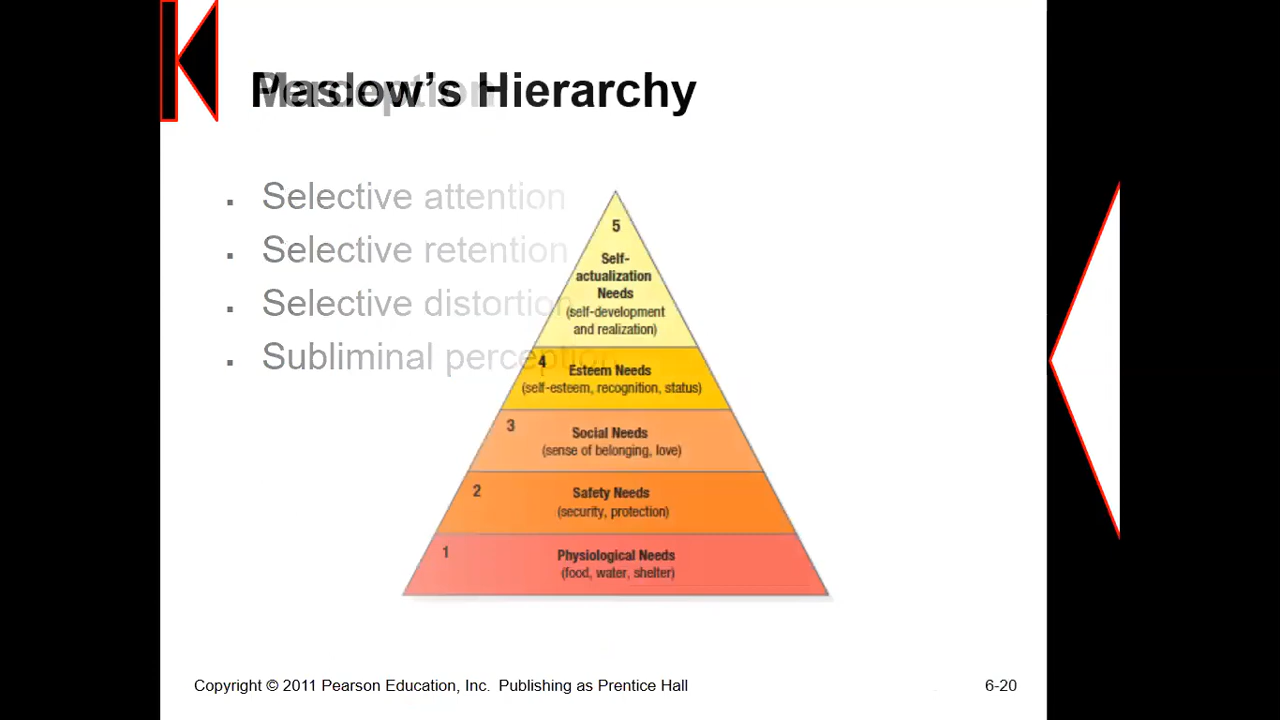 Maslow's Hierarchy
Perception
▪ Selective attention
▪ Selective retention
▪ Selective distortion
▪ Subliminal perception
5
Self-
actualization
Needs
(self-development
and realization)
4
Esteem Needs
(self-esteem, recognition, status)
3
Social Needs
(sense of belonging, love)
2
Safety Needs
(security, protection)
1
Physiological Needs
(food, water, shelter)
Copyright © 2011 Pearson Education, Inc. Publishing as Prentice Hall
6-20